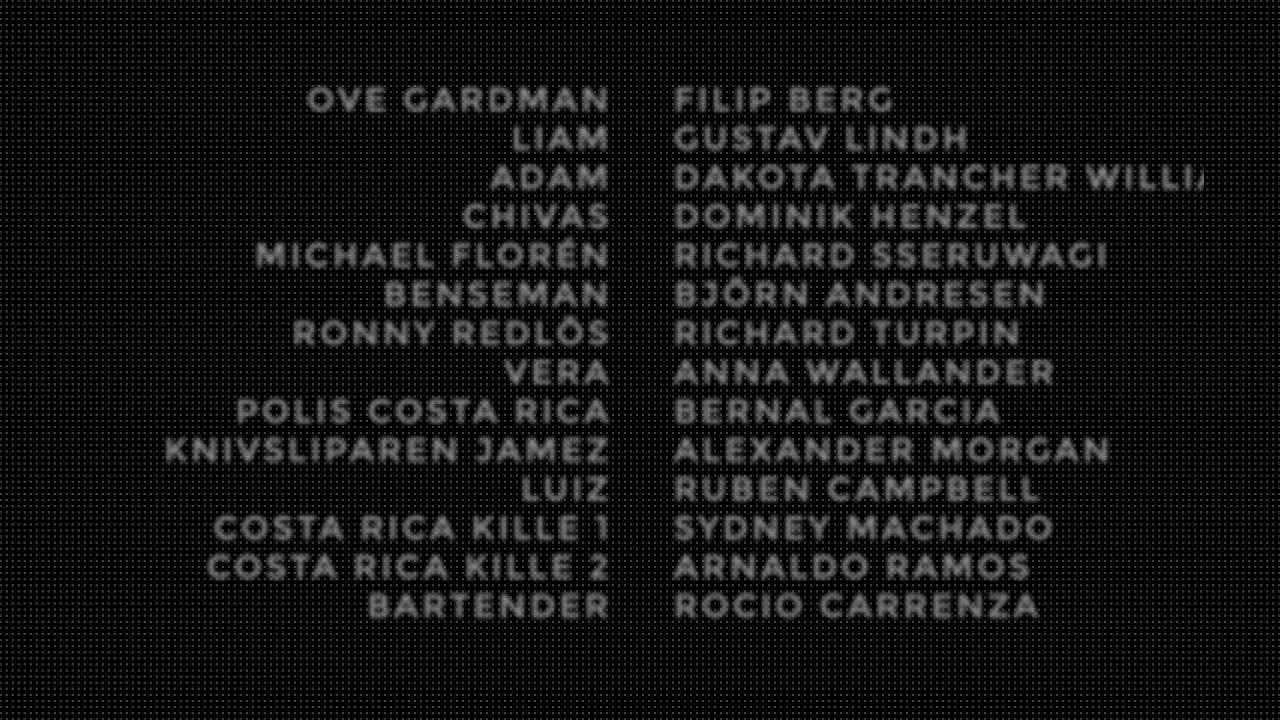 OVE GARDMAN FILIP BERG
LIAM GUSTAV LINDH
ADAM DAKOTA TRANCHER
CHIVAS DOMINIK HENZEL
MICHAEL FLORÉN RICHARD SSERUWAGI
BENSEMAN BJÖRN ANDRESEN
RONNY REDLÖS RICHARD TURPIN
VERA ANNA WALLANDER
POLIS COSTA RICA BERNAL GARCIA
KNIVSLIPAREN JAMEZ ALEXANDER MORGAN
LUIZ RUBEN CAMPBELL
COSTA RICA KILLE 1 SYDNEY MACHADO
COSTA RICA KILLE 2 ARNALDO RAMOS
BARTENDER ROCIO CARRENZA